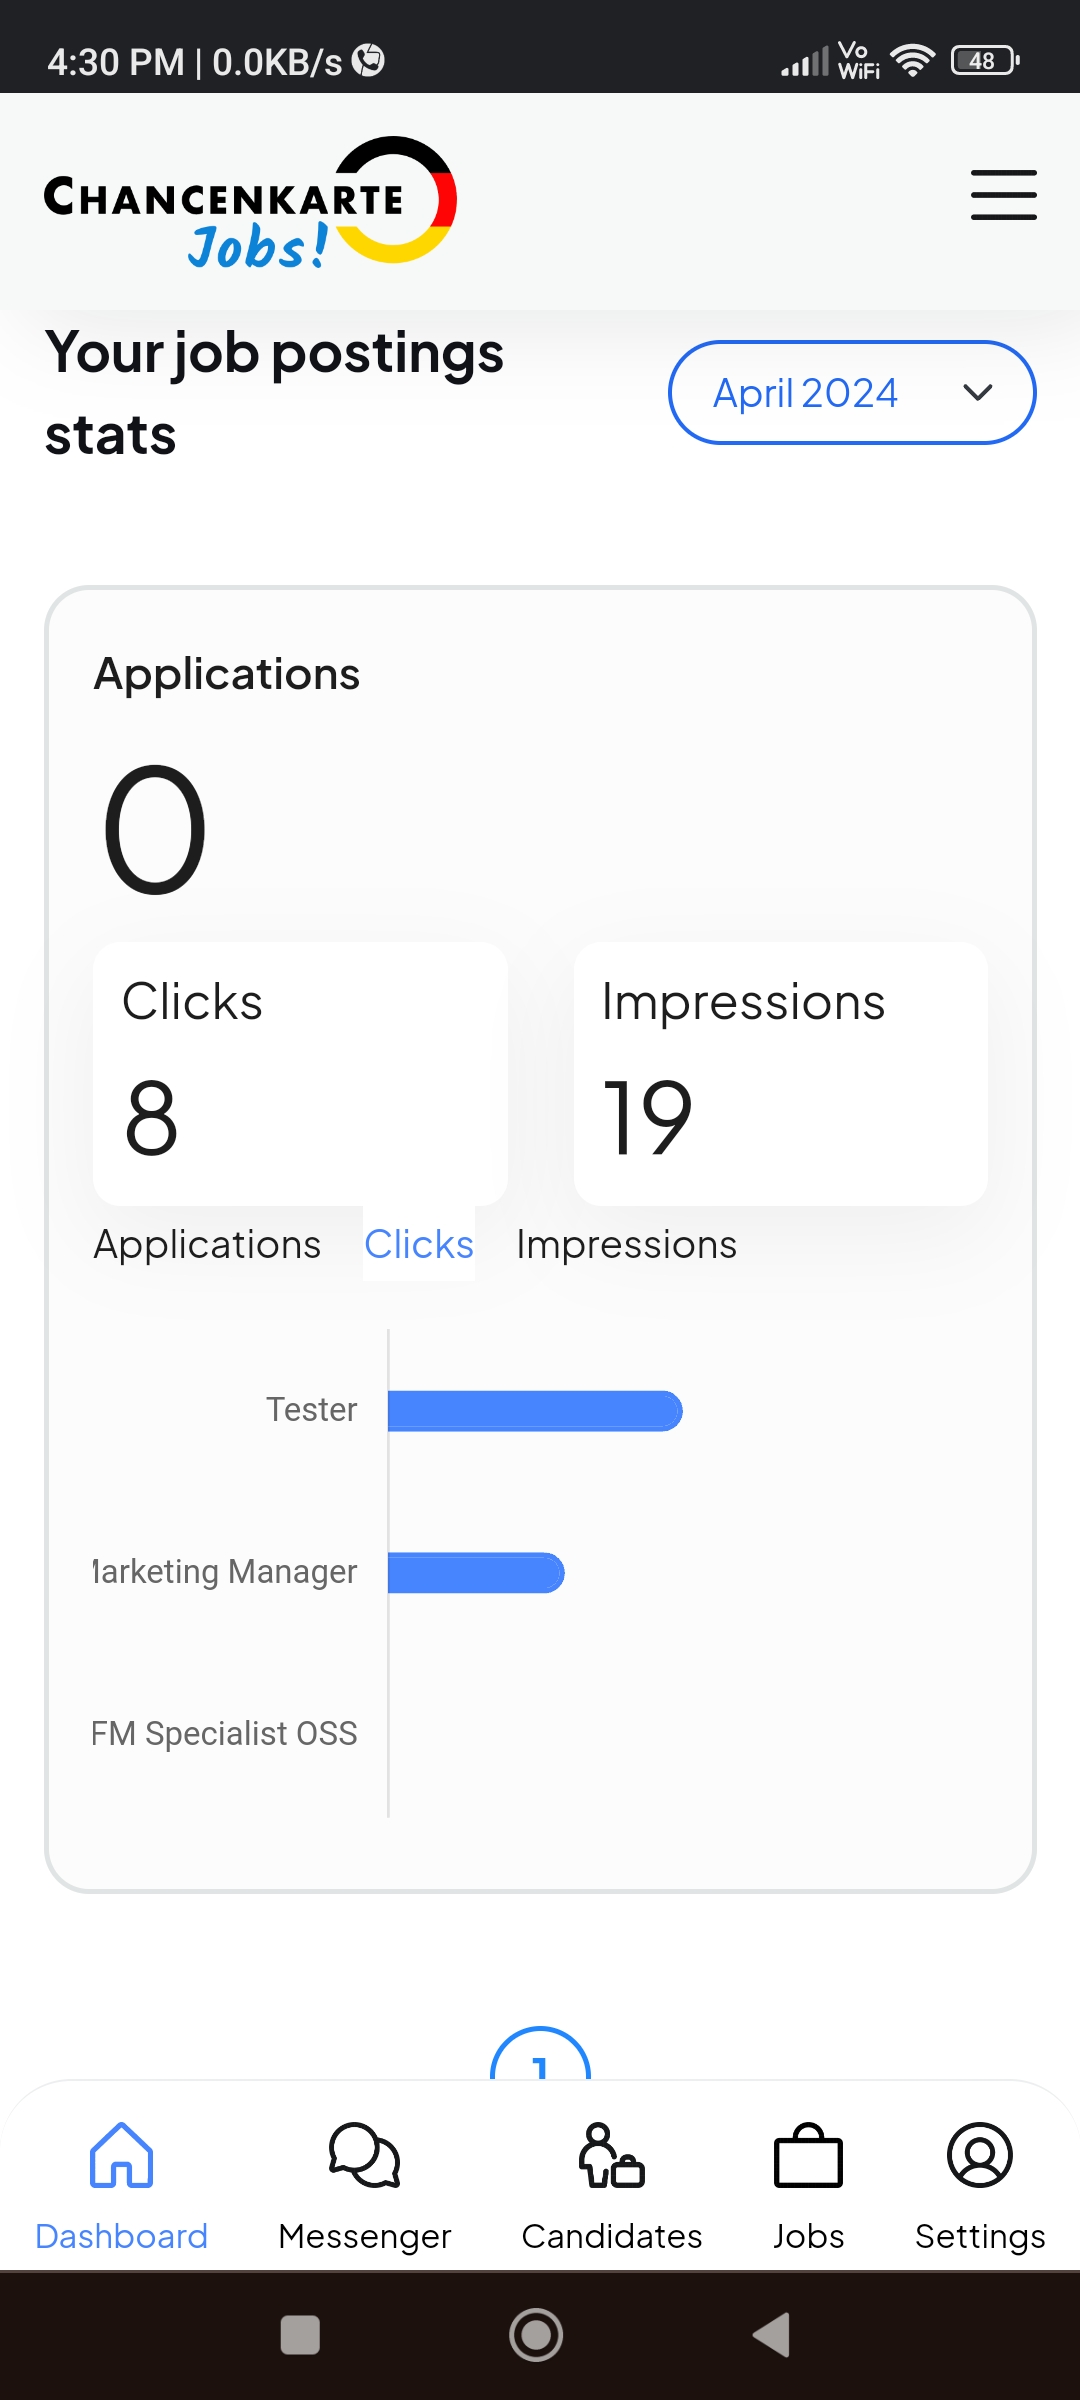 4:30 PM | 0.0KB/s
Vo
WiFi
48
CHANCENKARTE
Jobs!
Your job postings
stats
April 2024
Applications
0
Clicks
Impressions
8
19
Applications Clicks Impressions
Tester
Marketing Manager
FM Specialist OSS
1
Dashboard Messenger Candidates Jobs Settings